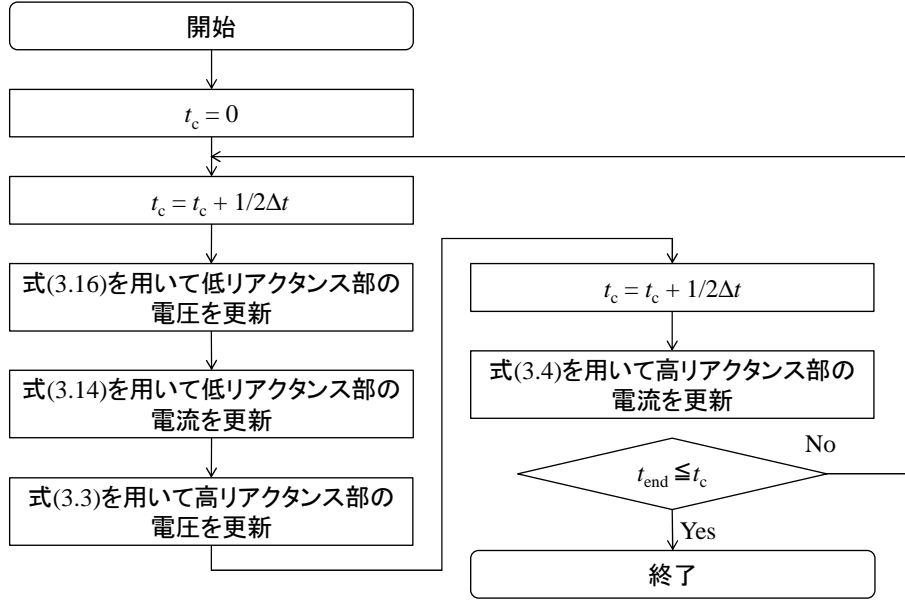 開始
t_c = 0
t_c = t_c + 1/2Δt
式(3.16)を用いて低リアクタンス部の
電圧を更新
式(3.14)を用いて低リアクタンス部の
電流を更新
式(3.3)を用いて高リアクタンス部の
電圧を更新
t_c = t_c + 1/2Δt
式(3.4)を用いて高リアクタンス部の
電流を更新
t_end ≦ t_c
No
Yes
終了